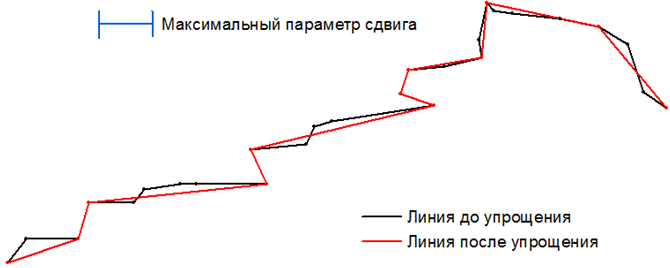 Максимальный параметр сдвига
Линия до упрощения
Линия после упрощения